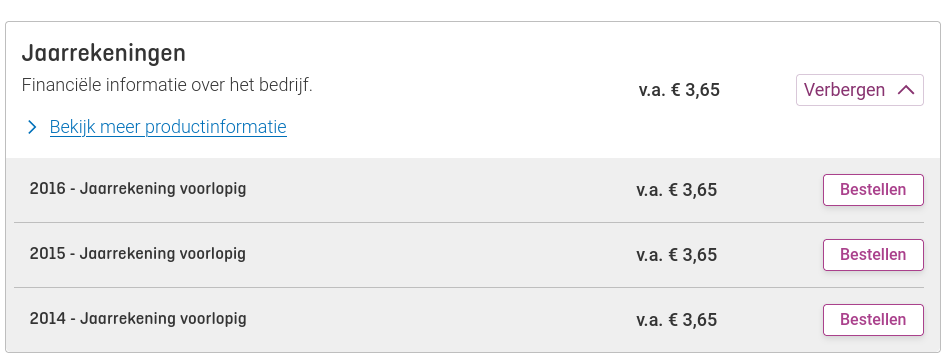 Jaarrekeningen
Financiële informatie over het bedrijf.
v.a. € 3,65
Verbergen
Bekijk meer productinformatie
2016 - Jaarrekening voorlopig
v.a. € 3,65
Bestellen
2015 - Jaarrekening voorlopig
v.a. € 3,65
Bestellen
2014 - Jaarrekening voorlopig
v.a. € 3,65
Bestellen